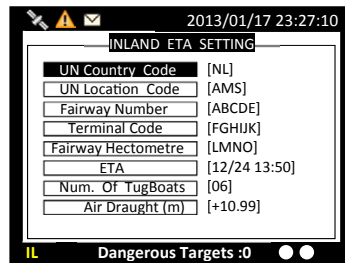 2013/01/17 23:27:10
INLAND ETA SETTING
UN Country Code [NL]
UN Location Code [AMS]
Fairway Number [ABCDE]
Terminal Code [FGHIJK]
Fairway Hectometre [LMNO]
ETA [12/24 13:50]
Num. Of TugBoats [06]
Air Draught (m) [+10.99]
IL Dangerous Targets :0